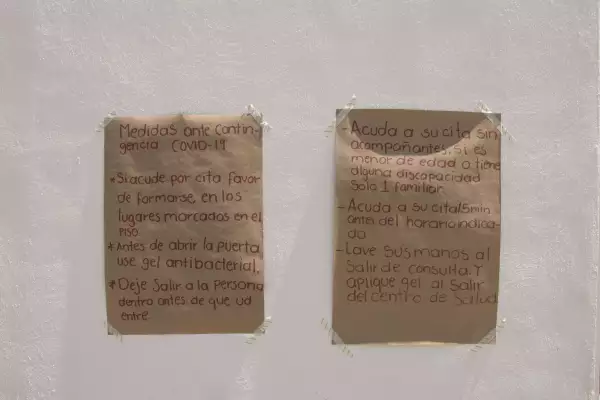 Medidas ante Contin-
gencia COVID-19
* Si acude por cita favor
de formarse en los
lugares marcados en el
piso.
* Antes de abrir la puerta
use gel antibacterial.
* Deje Salir a la persona
dentro antes de que ud
entre
- Acuda a su cita sin
acompañantes, si es
menor de edad o tiene
alguna discapacidad
solo 1 familiar.
- Acuda a su cita 15 min
antes del horario indica-
do
- Lave sus manos al
salir de consulta. Y
aplique gel al salir
del centro de Salud